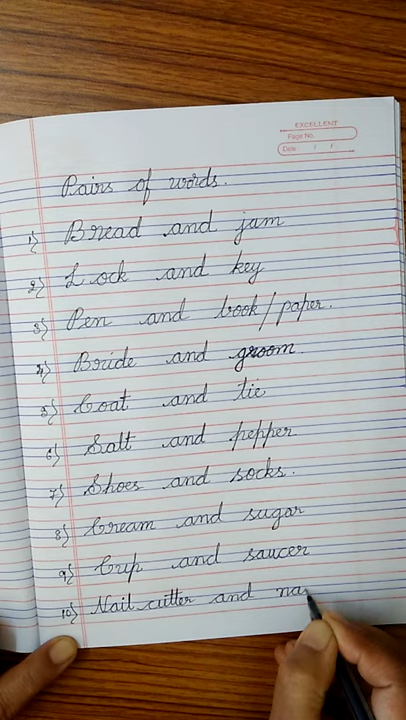 EXCELLENT
Page No.
Date: / /
Pairs of words.
1) Bread and jam
2) Lock and key
3) Pen and book/paper.
4) Bride and groom.
5) Coat and tie
6) Salt and pepper
7) Shoes and socks.
8) Cream and sugar
9) Cup and saucer
10) Nail cutter and na